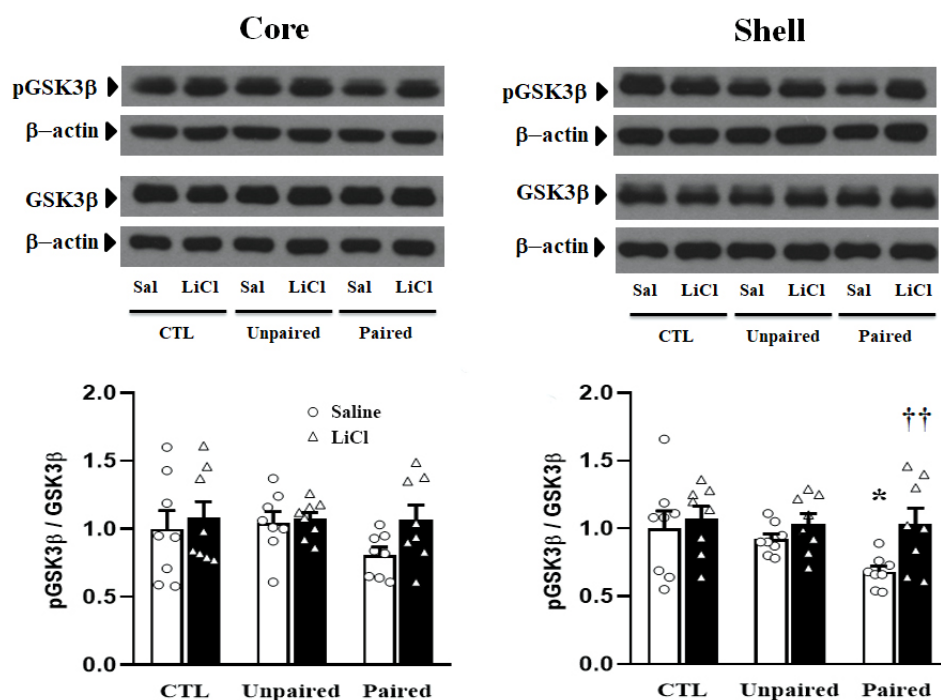 Core
pGSK3β
β–actin
GSK3β
β–actin
Sal LiCl Sal LiCl Sal LiCl
CTL Unpaired Paired
Shell
pGSK3β
β–actin
GSK3β
β–actin
Sal LiCl Sal LiCl Sal LiCl
CTL Unpaired Paired
pGSK3β / GSK3β
2.0
1.5
1.0
0.5
0.0
Saline
LiCl
CTL Unpaired Paired
pGSK3β / GSK3β
2.0
1.5
1.0
0.5
0.0
*
††
CTL Unpaired Paired